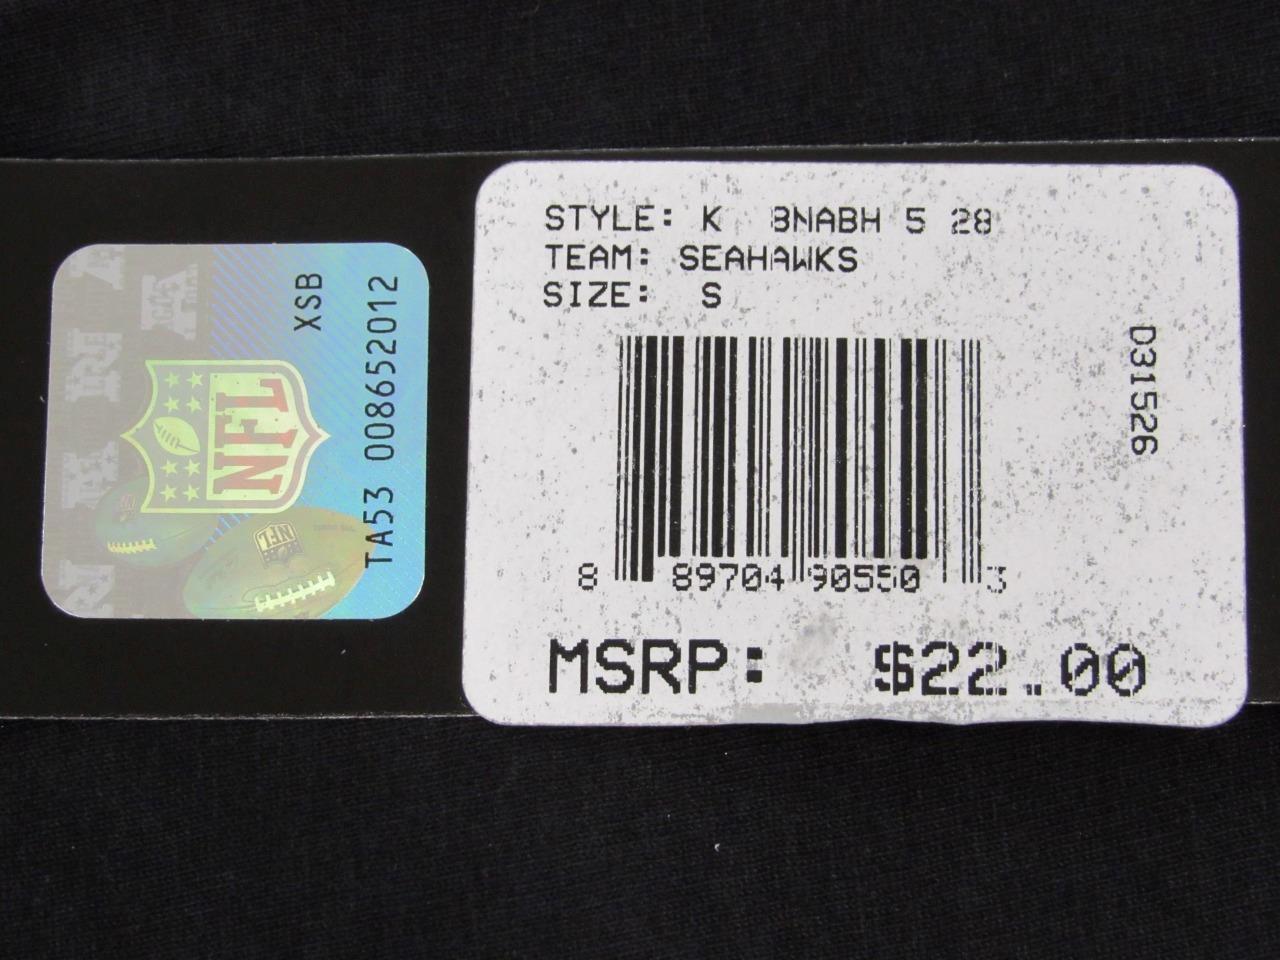 XSB
TA53 008652012
NFL
NFL
STYLE: K 8NABH 5 28
TEAM: SEAHAWKS
SIZE: S
D31526
8 89704 90550 3
MSRP: $22.00